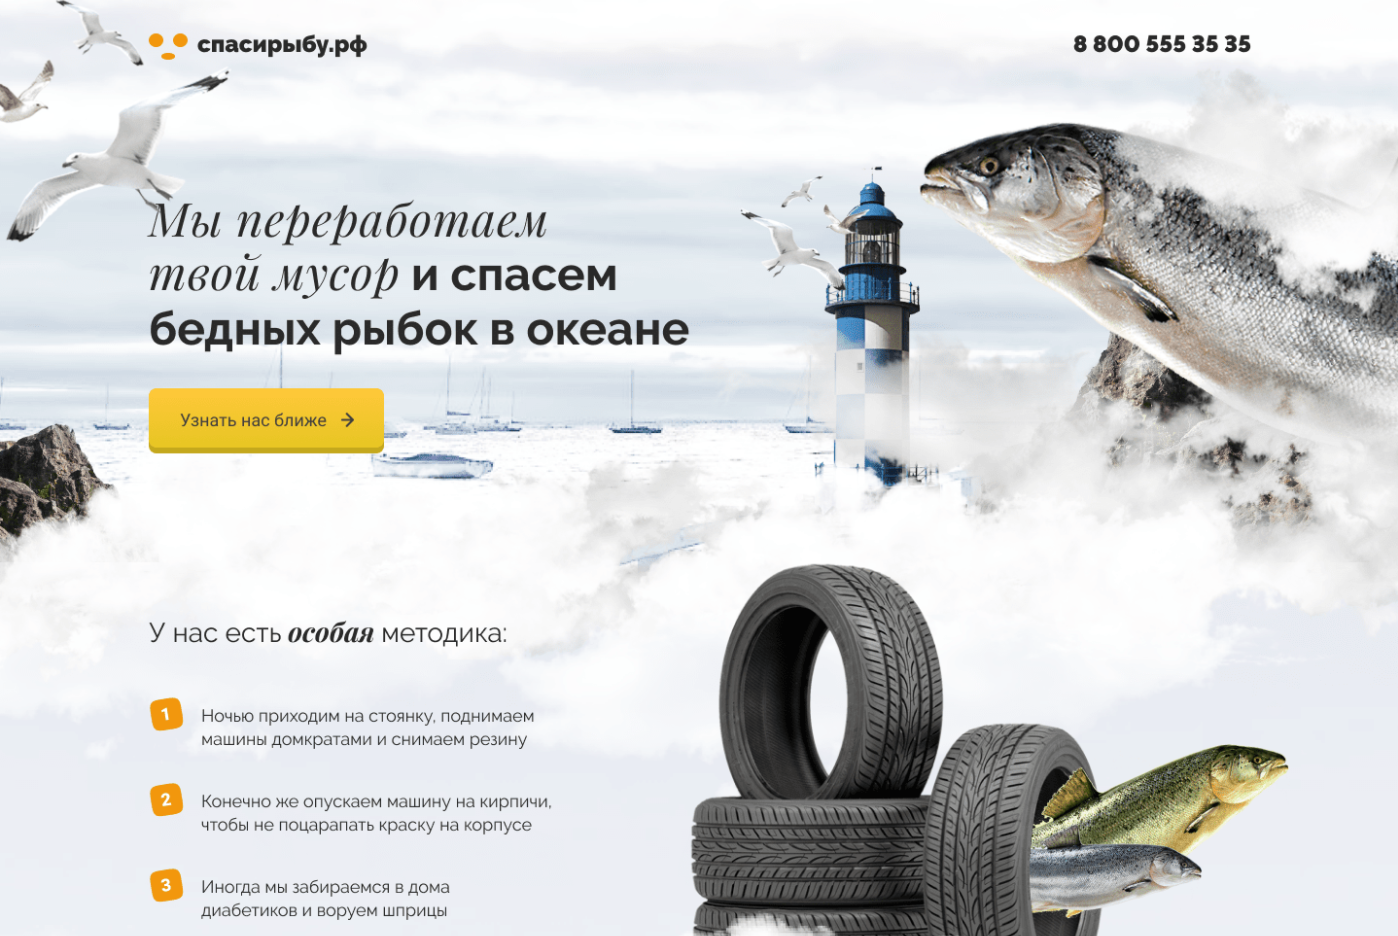 спасирыбу.рф
8 800 555 35 35
Мы переработаем
твой мусор и спасем
бедных рыбок в океане
Узнать нас ближе →
У нас есть особая методика:
1 Ночью приходим на стоянку, поднимаем
машины домкратами и снимаем резину
2 Конечно же опускаем машину на кирпичи,
чтобы не поцарапать краску на корпусе
3 Иногда мы забираемся в дома
диабетиков и воруем шприцы